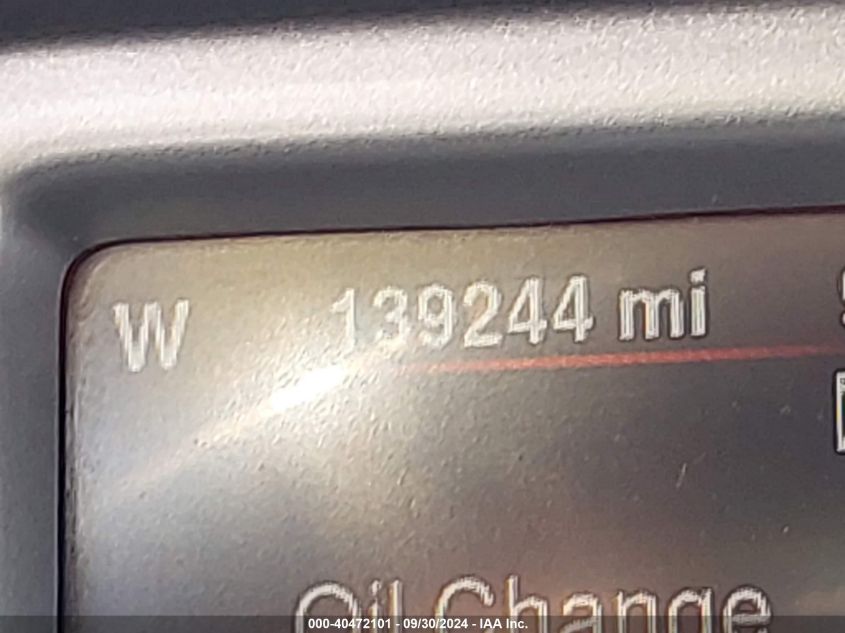 W 139244 mi
Oil Change
000-40472101 - 09/30/2024 - IAA Inc.